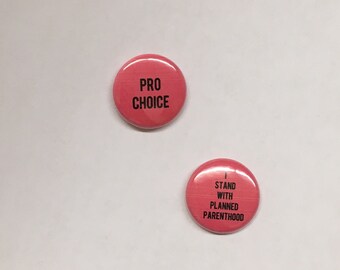 PRO
CHOICE
I
STAND
WITH
PLANNED
PARENTHOOD